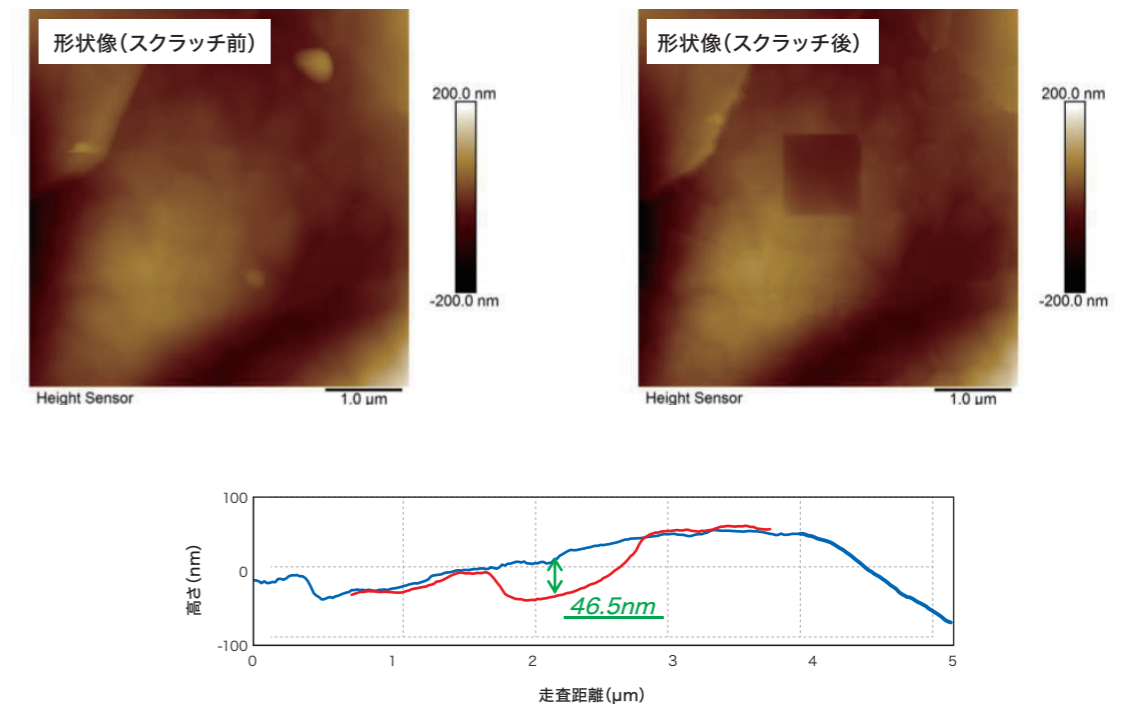 形状像(スクラッチ前)
200.0 nm
-200.0 nm
Height Sensor
1.0 μm
形状像(スクラッチ後)
200.0 nm
-200.0 nm
Height Sensor
1.0 μm
高さ(nm)
100
0
-100
46.5nm
0 1 2 3 4 5
走査距離(μm)